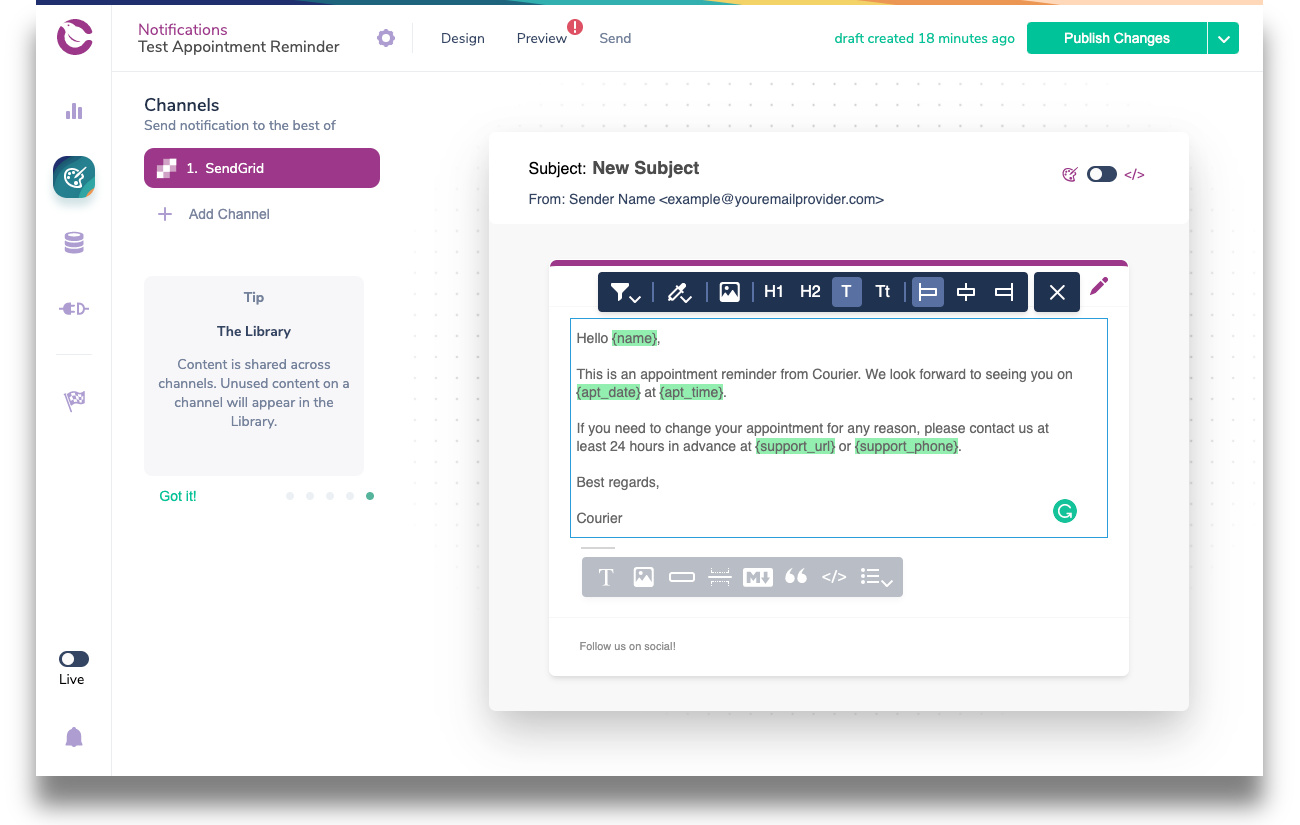 Notifications
Test Appointment Reminder
Design
Preview
!
Send
draft created 18 minutes ago
Publish Changes
Channels
Send notification to the best of
1. SendGrid
Add Channel
Tip
The Library
Content is shared across
channels. Unused content on a
channel will appear in the
Library.
Got it!
Live
Subject: New Subject
</>
From: Sender Name <example@youremailprovider.com>
H1 H2 T Tt
Hello {name},
This is an appointment reminder from Courier. We look forward to seeing you on
{apt_date} at {apt_time}.
If you need to change your appointment for any reason, please contact us at
least 24 hours in advance at {support_url} or {support_phone}.
Best regards,
Courier
T M </>
Follow us on social!